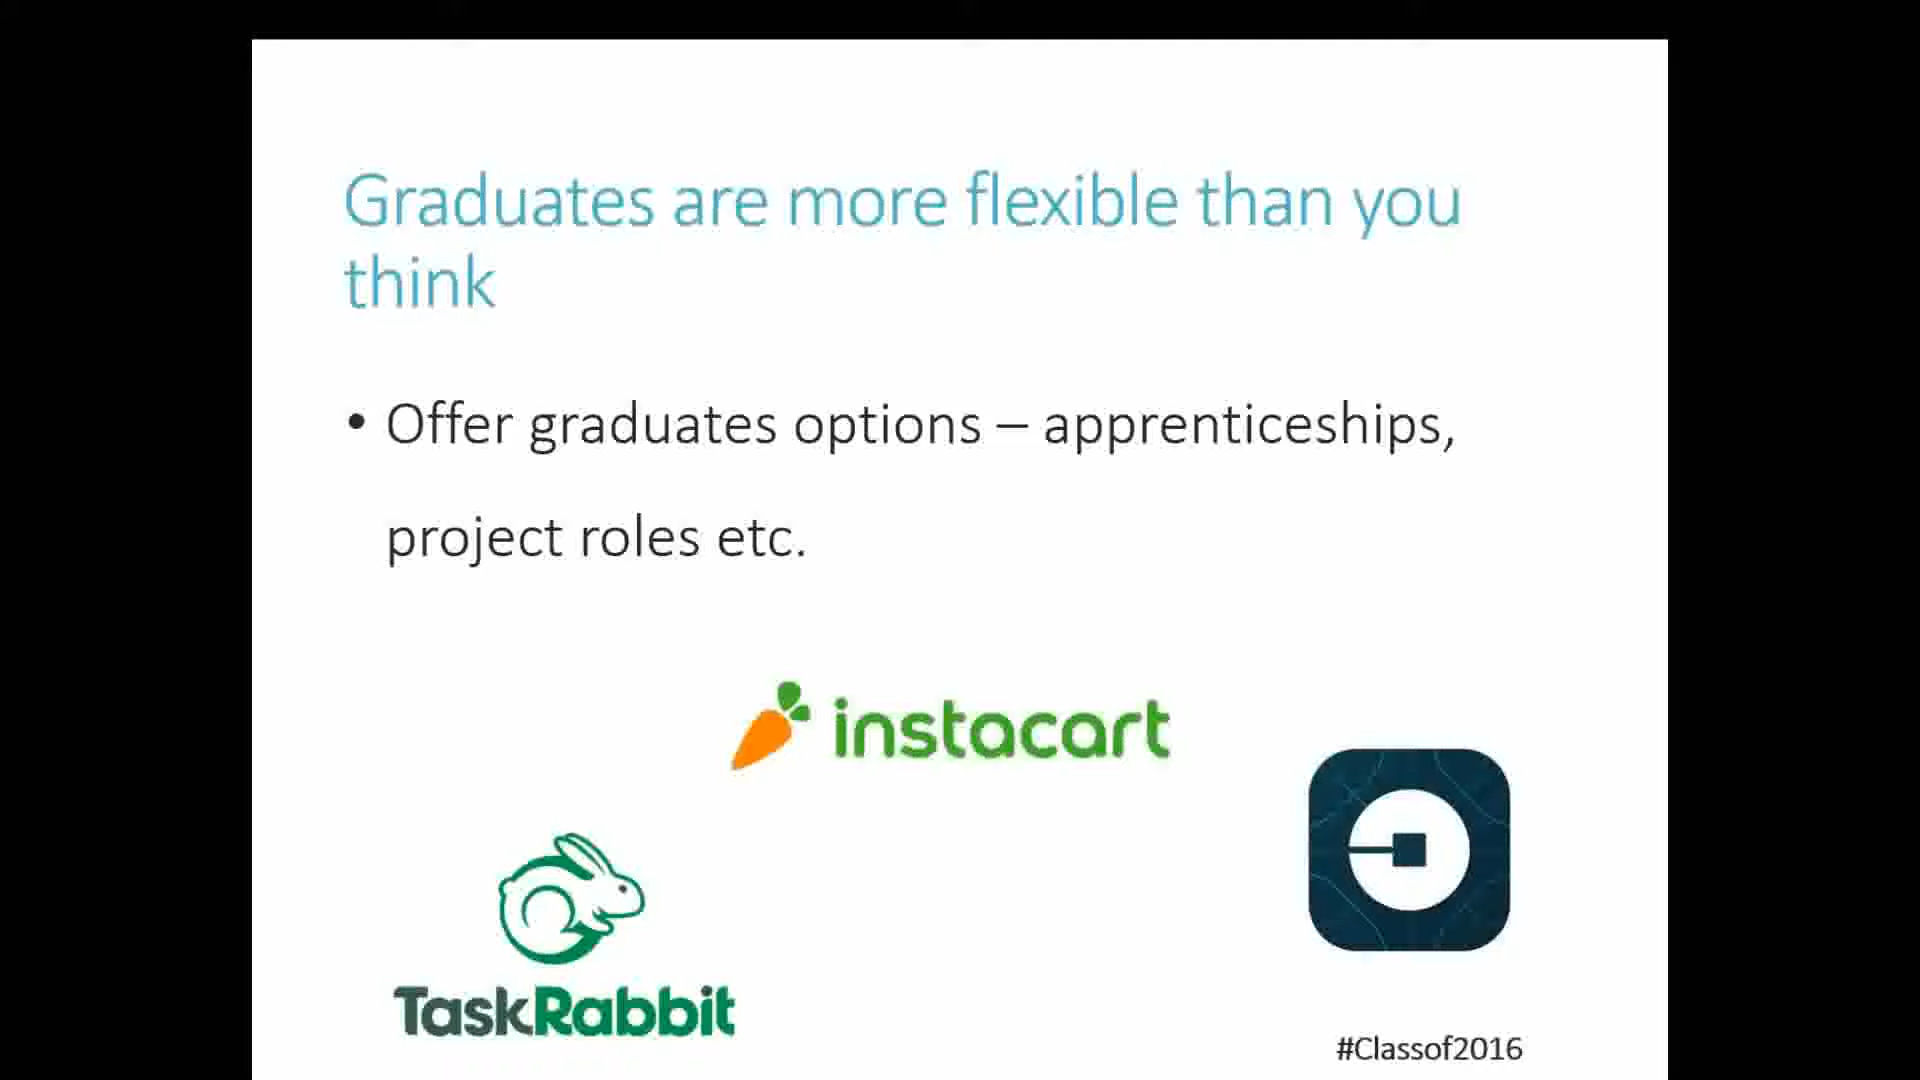 Graduates are more flexible than you
think
• Offer graduates options – apprenticeships,
project roles etc.
instacart
TaskRabbit
#Classof2016